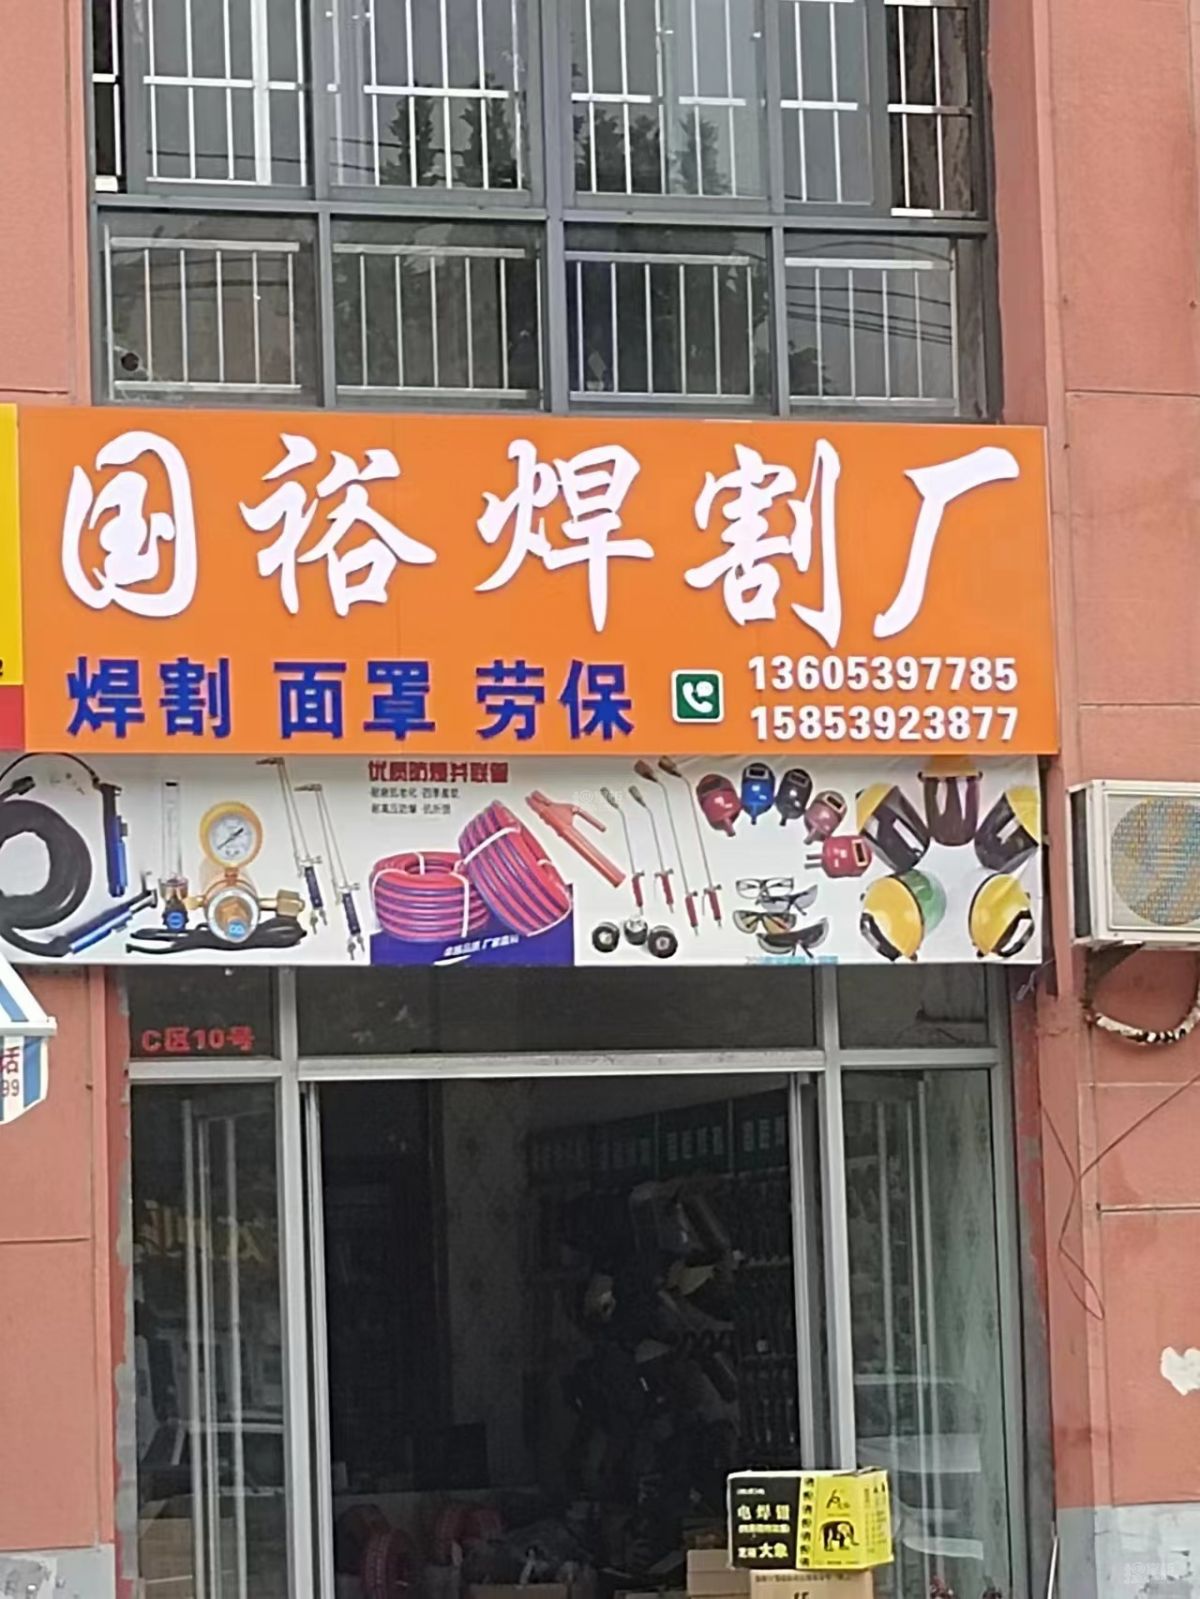 国裕焊割厂
焊割 面罩 劳保
13605397785
15853923877
优质防爆并联管
C区10号
电焊钳
大象